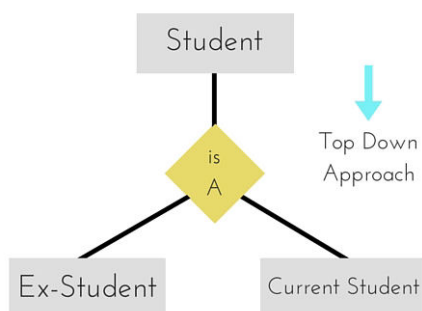 Student
is
A
Top Down
Approach
Ex-Student
Current Student